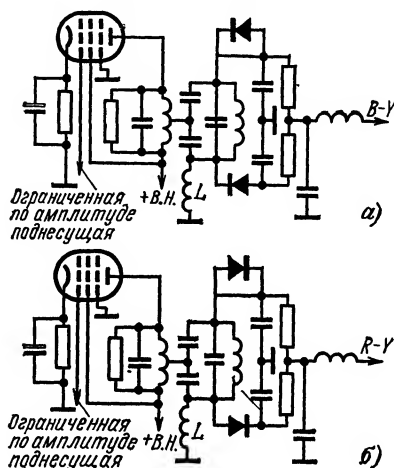 B-Y
Ограниченная
по амплитуде
поднесущая
+В.Н.
L
а)
R-Y
Ограниченная
по амплитуде
поднесущая
+В.Н.
L
б)